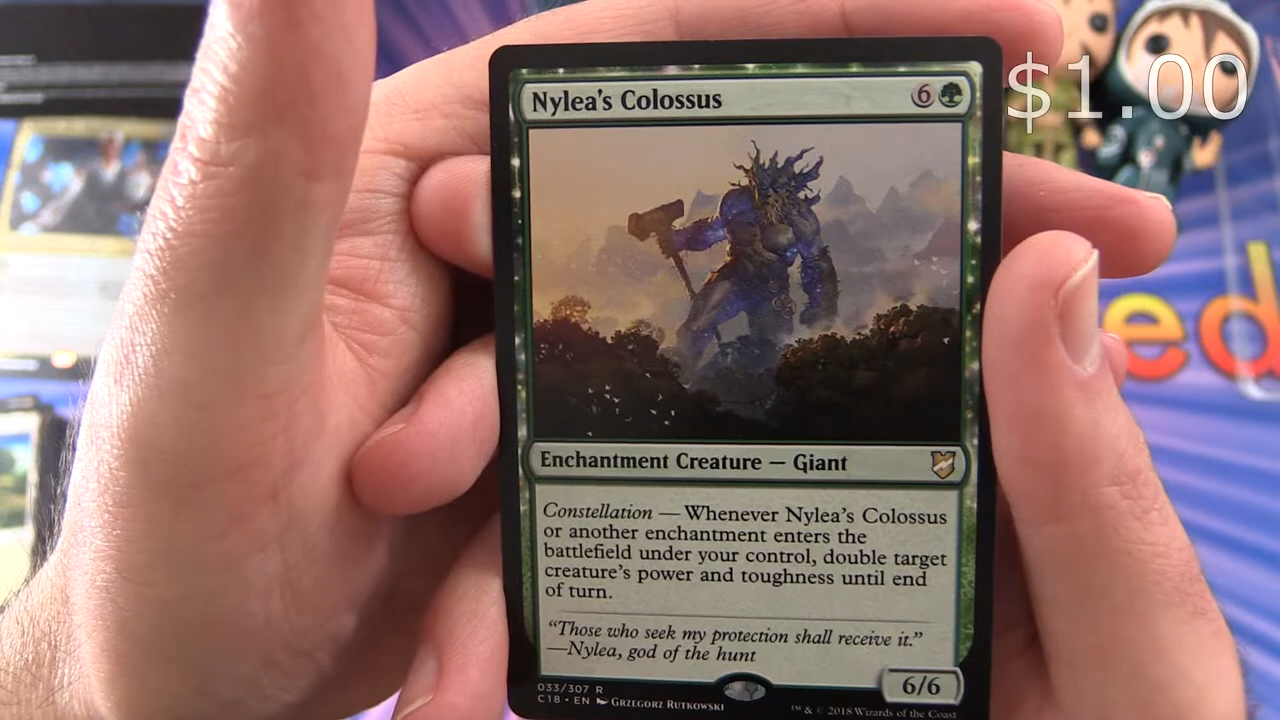 $1.00
Nylea's Colossus 6
ed
Enchantment Creature — Giant
Constellation — Whenever Nylea's Colossus
or another enchantment enters the
battlefield under your control, double target
creature's power and toughness until end
of turn.
“Those who seek my protection shall receive it.”
—Nylea, god of the hunt
6/6
033/307 R
C18 • EN Grzegorz Rutkowski
™ & © 2018 Wizards of the Coast